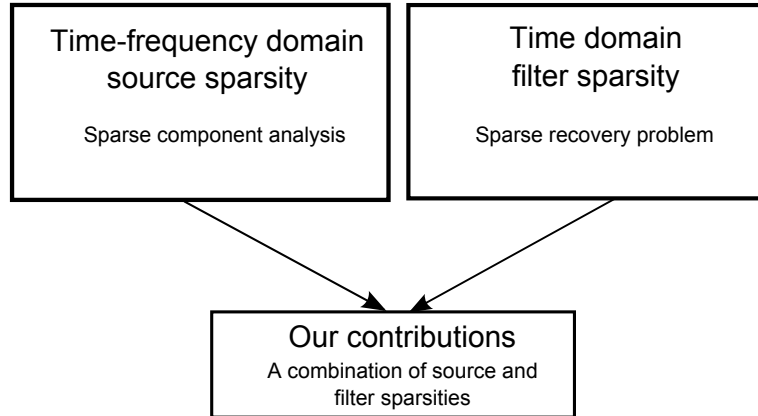 Time-frequency domain
source sparsity
Sparse component analysis
Time domain
filter sparsity
Sparse recovery problem
Our contributions
A combination of source and
filter sparsities